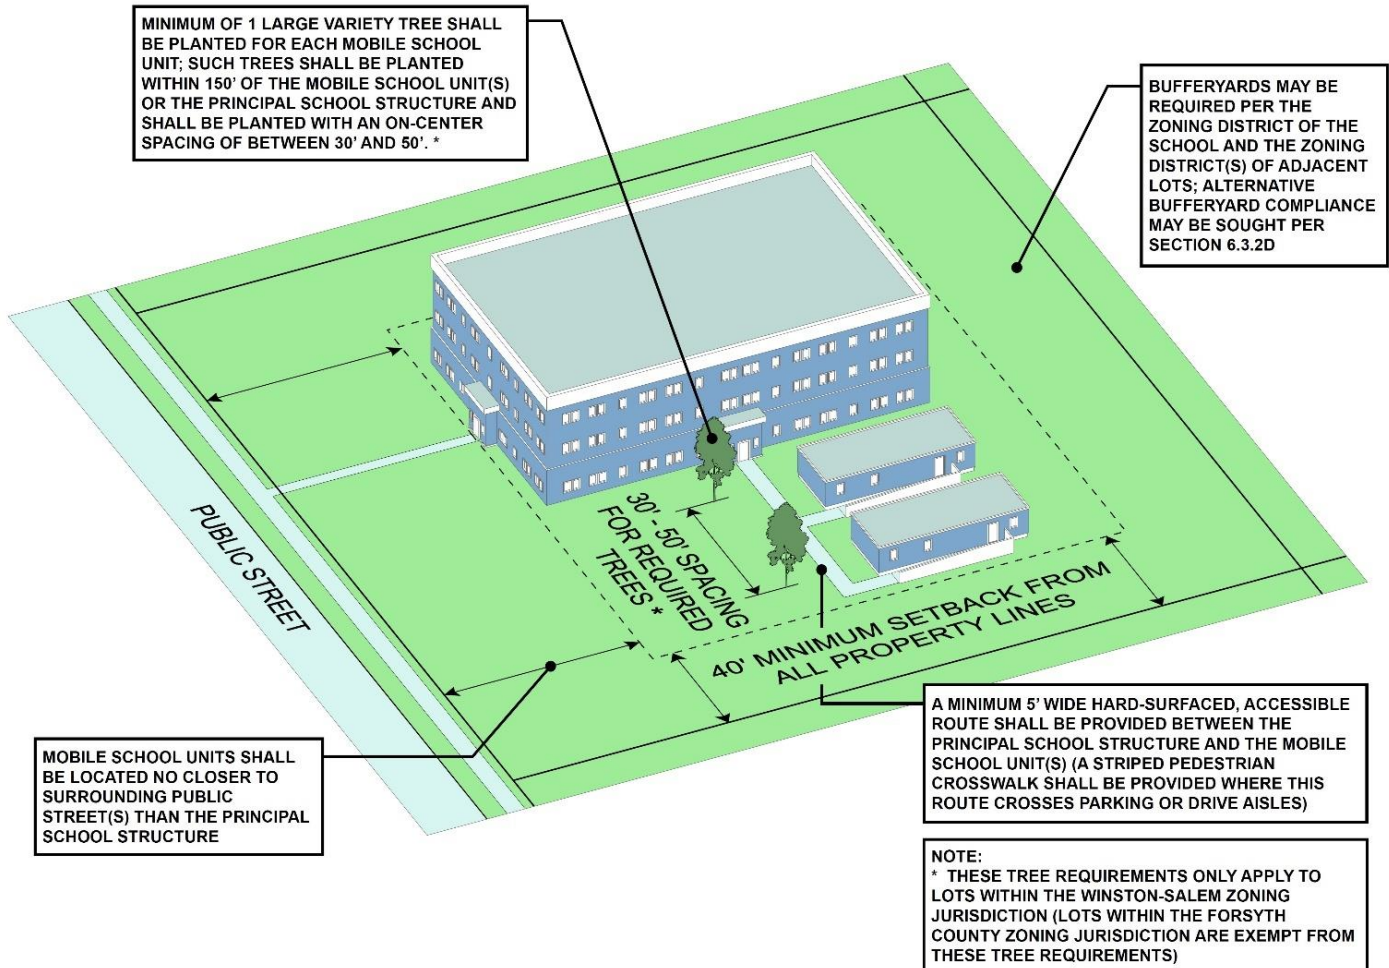 MINIMUM OF 1 LARGE VARIETY TREE SHALL
BE PLANTED FOR EACH MOBILE SCHOOL
UNIT; SUCH TREES SHALL BE PLANTED
WITHIN 150' OF THE MOBILE SCHOOL UNIT(S)
OR THE PRINCIPAL SCHOOL STRUCTURE AND
SHALL BE PLANTED WITH AN ON-CENTER
SPACING OF BETWEEN 30' AND 50'. *
BUFFERYARDS MAY BE
REQUIRED PER THE
ZONING DISTRICT OF THE
SCHOOL AND THE ZONING
DISTRICT(S) OF ADJACENT
LOTS; ALTERNATIVE
BUFFERYARD COMPLIANCE
MAY BE SOUGHT PER
SECTION 6.3.2D
PUBLIC STREET
30' - 50' SPACING
FOR REQUIRED
TREES *
40' MINIMUM SETBACK FROM
ALL PROPERTY LINES
MOBILE SCHOOL UNITS SHALL
BE LOCATED NO CLOSER TO
SURROUNDING PUBLIC
STREET(S) THAN THE PRINCIPAL
SCHOOL STRUCTURE
A MINIMUM 5' WIDE HARD-SURFACED, ACCESSIBLE
ROUTE SHALL BE PROVIDED BETWEEN THE
PRINCIPAL SCHOOL STRUCTURE AND THE MOBILE
SCHOOL UNIT(S) (A STRIPED PEDESTRIAN
CROSSWALK SHALL BE PROVIDED WHERE THIS
ROUTE CROSSES PARKING OR DRIVE AISLES)
NOTE:
* THESE TREE REQUIREMENTS ONLY APPLY TO
LOTS WITHIN THE WINSTON-SALEM ZONING
JURISDICTION (LOTS WITHIN THE FORSYTH
COUNTY ZONING JURISDICTION ARE EXEMPT FROM
THESE TREE REQUIREMENTS)